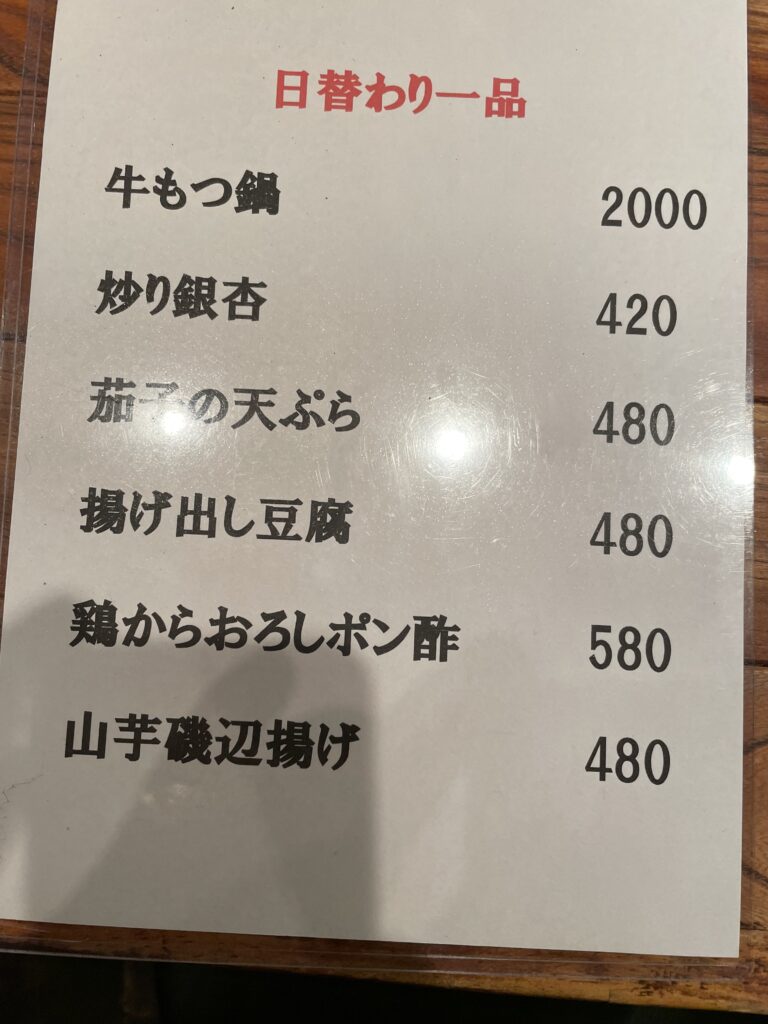 日替わり一品
牛もつ鍋 2000
炒り銀杏 420
茄子の天ぷら 480
揚げ出し豆腐 480
鶏からおろしポン酢 580
山芋磯辺揚げ 480